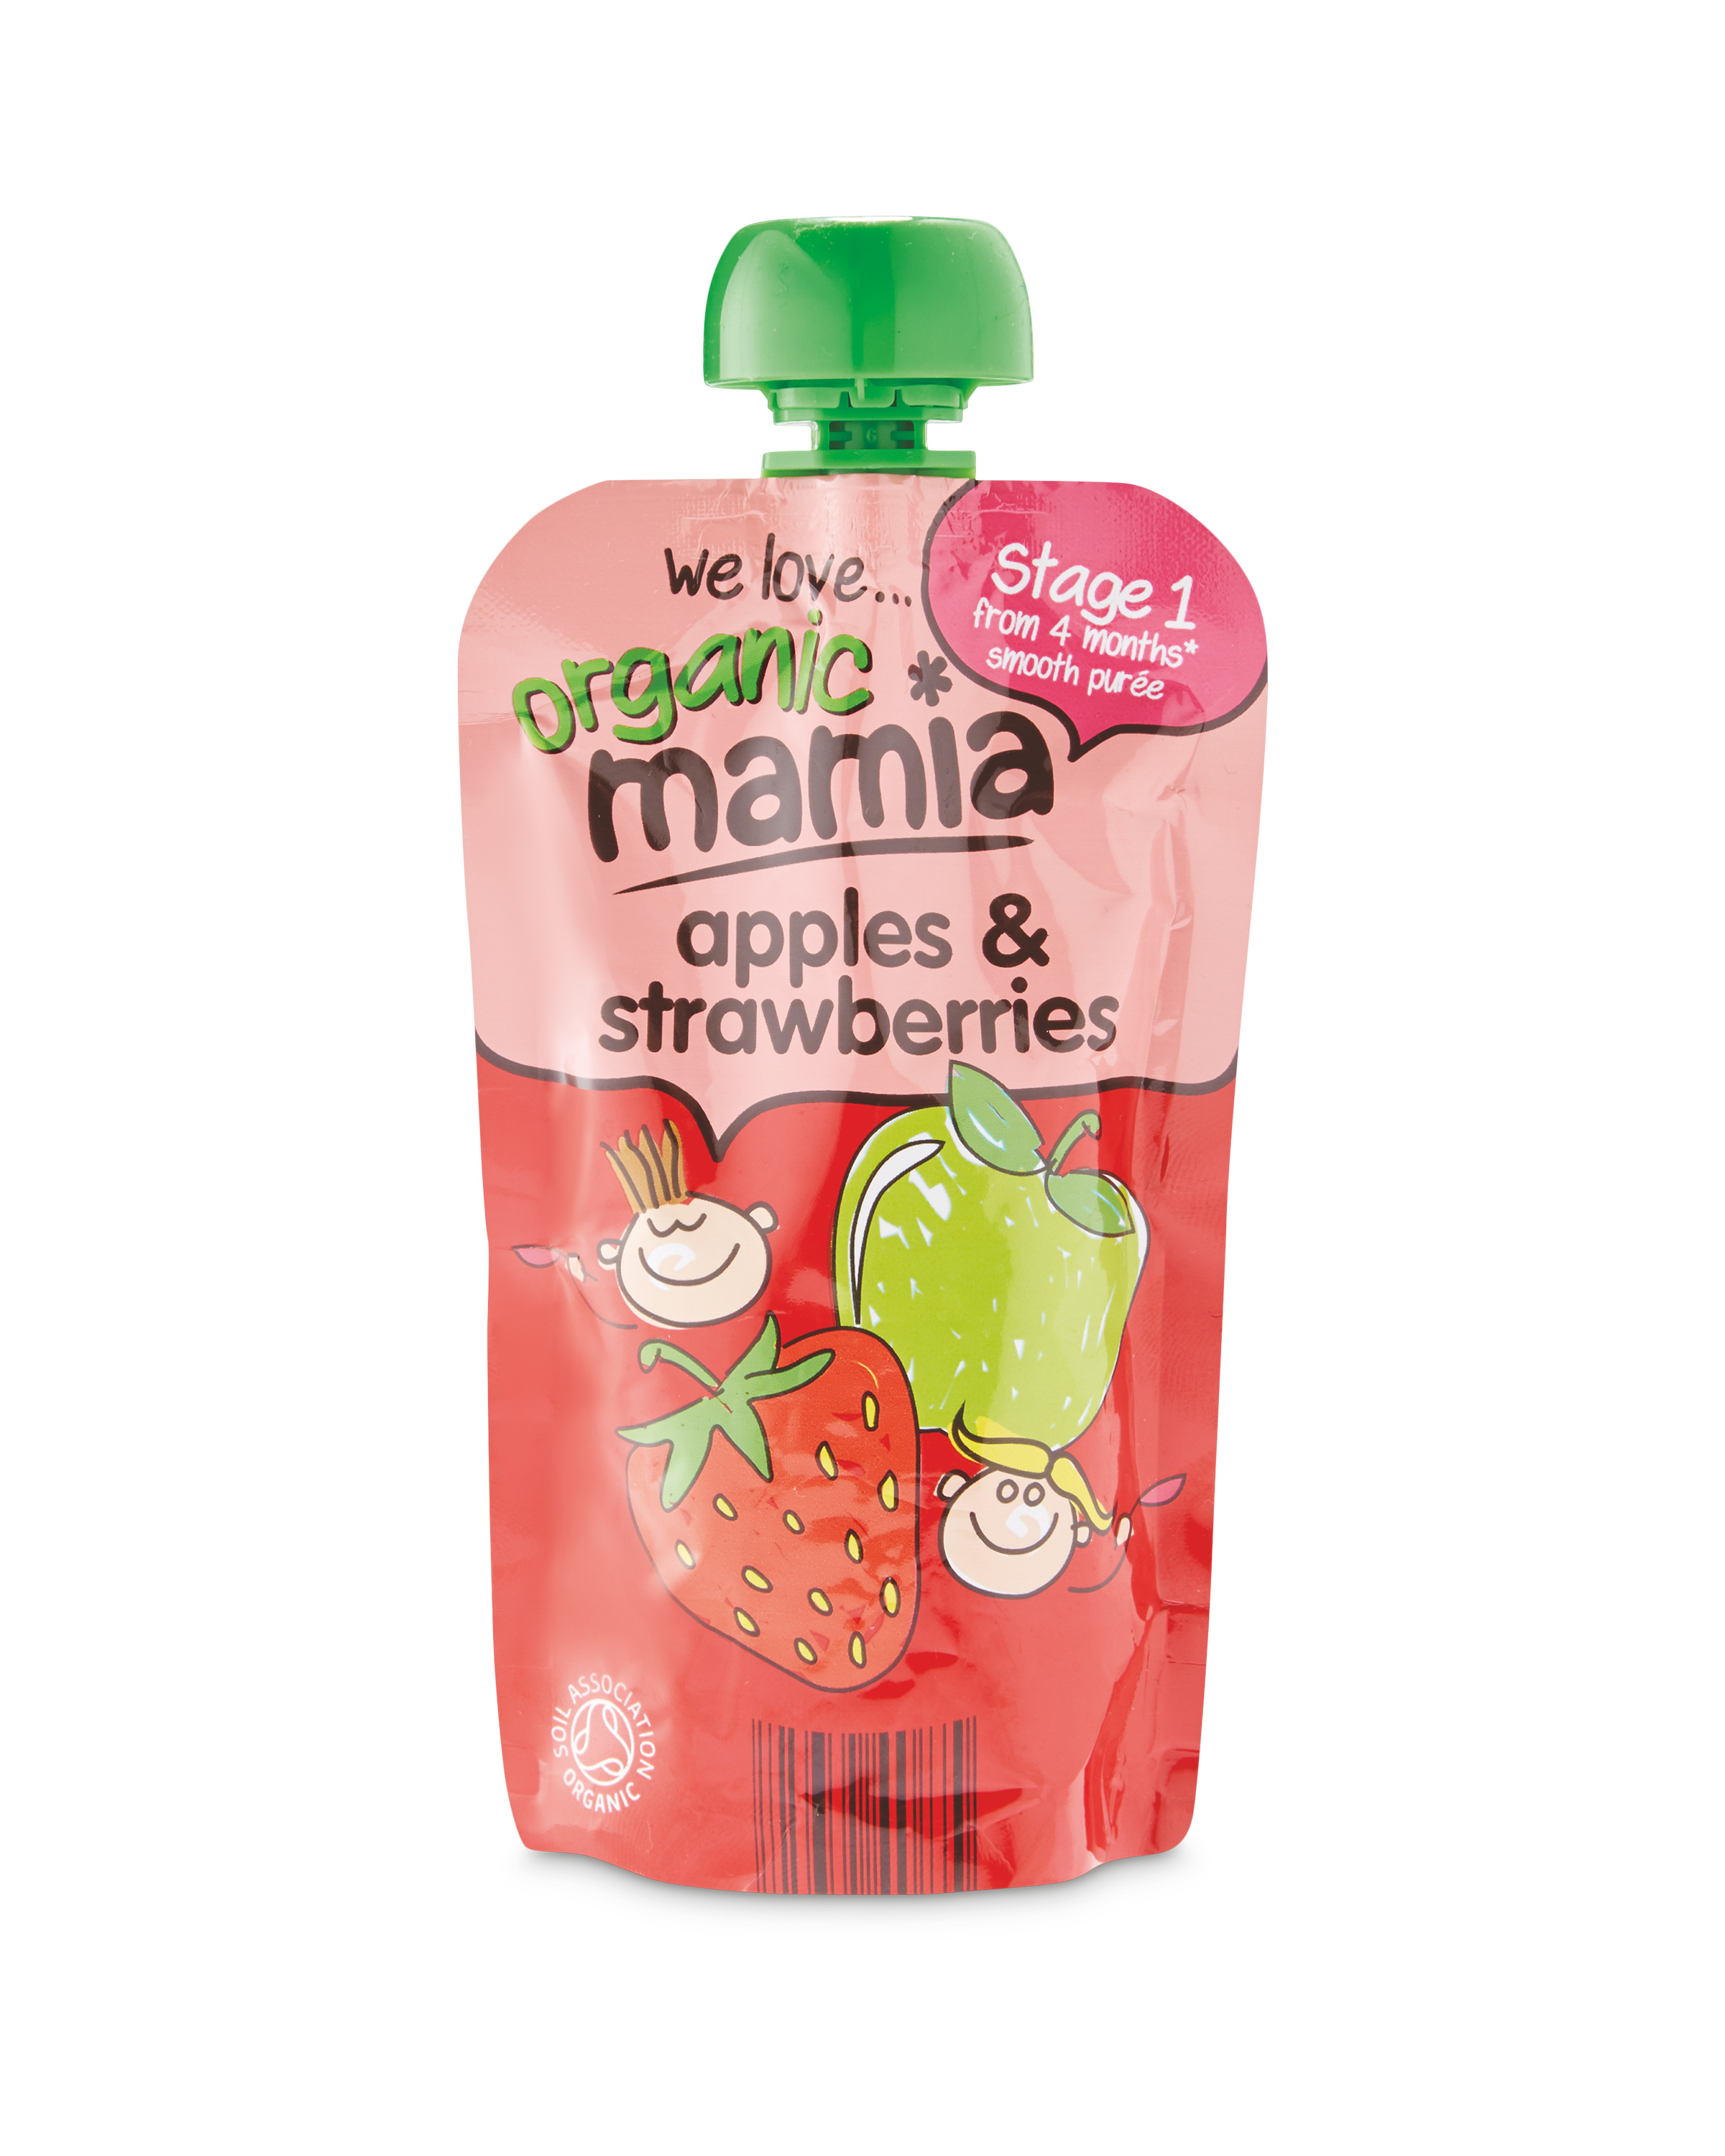 we love...
organic
mamia*
apples &
strawberries
Stage 1
from 4 months*
smooth purée
SOIL ASSOCIATION
ORGANIC